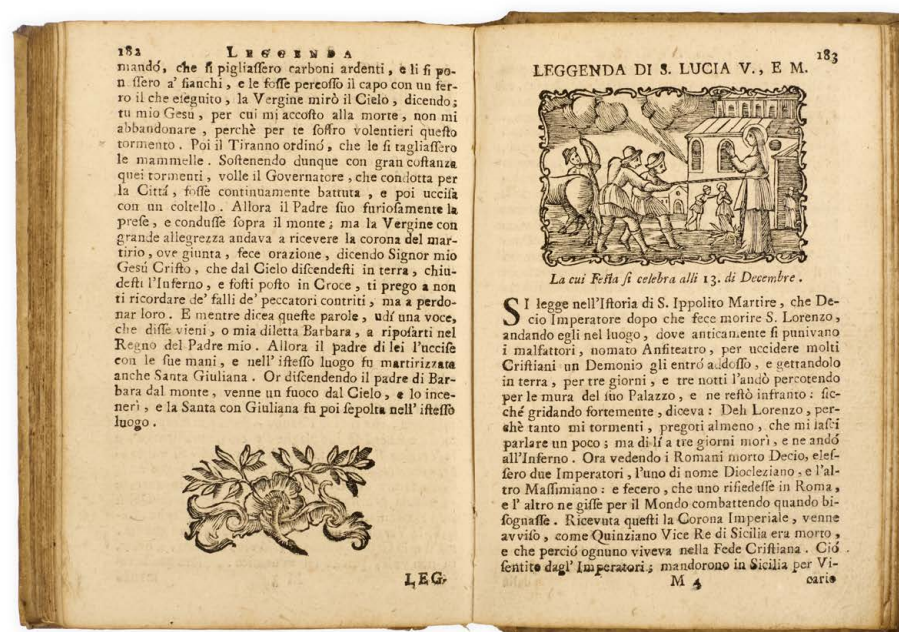 182 LEGGENDA
mandó, che ſi pigliaſſero carboni ardenti, e li ſi po-
n ſſero a' fianchi, e le foſſe percoſſo il capo con un fer-
ro il che eſeguito, la Vergine mirò il Cielo, dicendo;
tu mio Gesú, per cui mi accoſto alla morte, non mi
abbandonare, perchè per te ſoffro volentieri queſto
tormento. Poi il Tiranno ordinó, che le ſi tagliaſſero
le mammelle. Soſtenendo dunque con gran coſtanza
quei tormenti, volle il Governatore, che condotta per
la Cittá, foſſe continuamente battuta, e poi ucciſa
con un coltello. Allora il Padre ſuo furioſamente la
preſe, e conduſſe ſopra il monte; ma la Vergine con
grande allegrezza andava a ricevere la corona del mar-
tirio, ove giunta, fece orazione, dicendo Signor mio
Gesú Criſto, che dal Cielo diſcendeſti in terra, chiu-
deſti l'Inferno, e foſti poſto in Croce, ti prego a non
ti ricordare de' falli de' peccatori contriti, ma a perdo-
nar loro. E mentre dicea queſte parole, udí una voce,
che diſſe vieni, o mia diletta Barbara, a ripoſarti nel
Regno del Padre mio. Allora il padre di lei l'ucciſe
con le ſue mani, e nell' iſteſſo luogo fu martirizzata
anche Santa Giuliana. Or diſcendendo il padre di Bar-
bara dal monte, venne un fuoco dal Cielo, e lo ince-
nerì, e la Santa con Giuliana fu poi ſepolta nell' iſteſſo
luogo.
LEG-
183
LEGGENDA DI S. LUCIA V., E M.
La cui Feſta ſi celebra alli 13. di Decembre.
SI legge nell'Iſtoria di S. Ippolito Martire, che De-
cio Imperatore dopo che fece morire S. Lorenzo,
andando egli nel luogo, dove anticamente ſi punivano
i malfattori, nomato Anfiteatro, per uccidere molti
Criſtiani un Demonio gli entró addoſſo, e gettandolo
in terra, per tre giorni, e tre notti l'andò percotendo
per le mura del ſuo Palazzo, e ne reſtò infranto: ſic-
ché gridando fortemente, diceva: Deh Lorenzo, per-
chè tanto mi tormenti, pregoti almeno, che mi laſci
parlare un poco; ma di lí a tre giorni morì, e ne andó
all'Inferno. Ora vedendo i Romani morto Decio, eleſ-
ſero due Imperatori, l'uno di nome Diocleziano, e l'al-
tro Maſſimiano: e fecero, che uno riſiedeſſe in Roma,
e l' altro ne giſſe per il Mondo combattendo quando bi-
ſognaſſe. Ricevuta queſti la Corona Imperiale, venne
avviſo, come Quinziano Vice Re di Sicilia era morto,
e che perció ognuno viveva nella Fede Criſtiana. Ció
ſentito dagl' Imperatori; mandorono in Sicilia per Vi-
M 4 cario